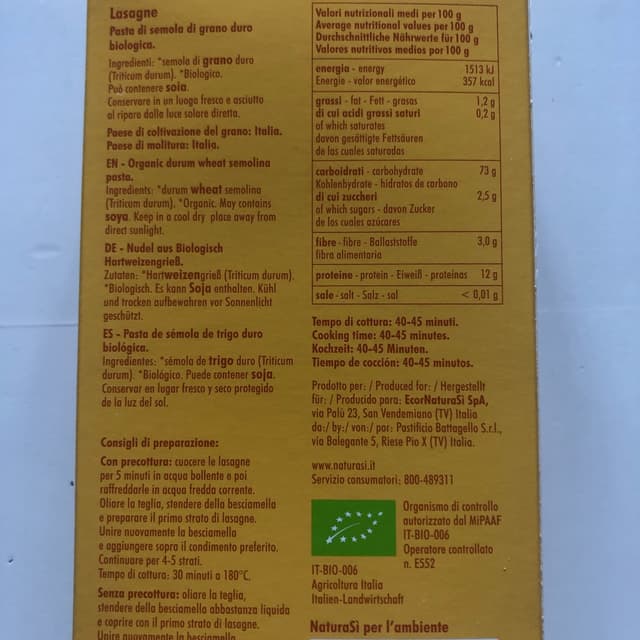 Lasagne
Pasta di semola di grano duro
biologica.
Ingredienti: *semola di grano duro
(Triticum durum). *Biologico.
Può contenere soia.
Conservare in un luogo fresco e asciutto
al riparo dalla luce solare diretta.
Paese di coltivazione del grano: Italia.
Paese di molitura: Italia.
EN - Organic durum wheat semolina
pasta.
Ingredients: *durum wheat semolina
(Triticum durum). *Organic. May contains
soya. Keep in a cool dry place away from
direct sunlight.
DE - Nudel aus Biologisch
Hartweizengrieß.
Zutaten: *Hartweizengrieß (Triticum durum).
*Biologisch. Es kann Soja enthalten. Kühl
und trocken aufbewahren vor Sonnenlicht
geschützt.
ES - Pasta de sémola de trigo duro
biológica.
Ingredientes: *sémola de trigo duro (Triticum
durum). *Biológico. Puede contener soja.
Conservar en lugar fresco y seco protegido
de la luz del sol.
Consigli di preparazione:
Con precottura: cuocere le lasagne
per 5 minuti in acqua bollente e poi
raffreddarle in acqua fredda corrente.
Oliare la teglia, stendere della besciamella
e preparare il primo strato di lasagne.
Unire nuovamente la besciamella
e aggiungere sopra il condimento preferito.
Continuare per 4-5 strati.
Tempo di cottura: 30 minuti a 180°C.
Senza precottura: oliare la teglia,
stendere della besciamella abbastanza liquida
e coprire con il primo strato di lasagne.
Unire nuovamente la besciamella
Valori nutrizionali medi per 100 g
Average nutritional values per 100 g
Durchschnittliche Nährwerte für 100 g
Valores nutritivos medios por 100 g
energia - energy 1513 kJ
Energie - valor energético 357 kcal
grassi - fat - Fett - grasas 1,2 g
di cui acidi grassi saturi 0,2 g
of which saturates
davon gesättigte Fettsäuren
de las cuales saturadas
carboidrati - carbohydrate 73 g
Kohlenhydrate - hidratos de carbono
di cui zuccheri 2,5 g
of which sugars - davon Zucker
de los cuales azúcares
fibre - fibre - Ballaststoffe 3,0 g
fibra alimentaria
proteine - protein - Eiweiß - proteínas 12 g
sale - salt - Salz - sal < 0,01 g
Tempo di cottura: 40-45 minuti.
Cooking time: 40-45 minutes.
Kochzeit: 40-45 Minuten.
Tiempo de cocción: 40-45 minutos.
Prodotto per: / Produced for: / Hergestellt
für: / Producido para: EcorNaturaSì SpA,
via Palù 23, San Vendemiano (TV) Italia
da:/ by:/ von:/ por: Pastificio Battagello S.r.l.,
via Balegante 5, Riese Pio X (TV) Italia.
www.naturasi.it
Servizio consumatori: 800-489311
Organismo di controllo
autorizzato dal MiPAAF
IT-BIO-006
Operatore controllato
n. E552
IT-BIO-006
Agricoltura Italia
Italien-Landwirtschaft
NaturaSì per l'ambiente